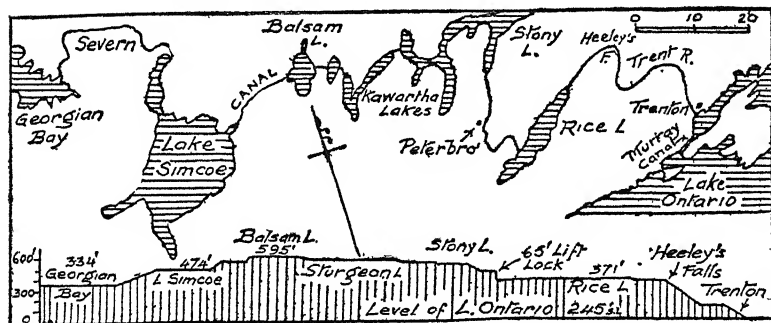 0 10 20
Severn
Georgian
Bay
Lake
Simcoe
CANAL
Balsam
L.
Kawartha
Lakes
Stony
L.
Peterbro
Heeley's
F.
Trent R.
Rice L
Trenton
Murray
Canal
Lake
Ontario
600'
300
0
334'
Georgian
Bay
474'
L Simcoe
Balsam L.
595'
Sturgeon L
Stony L.
65' Lift
Lock
371'
Rice L
Heeley's
Falls
Trenton
Level of L. Ontario 245'